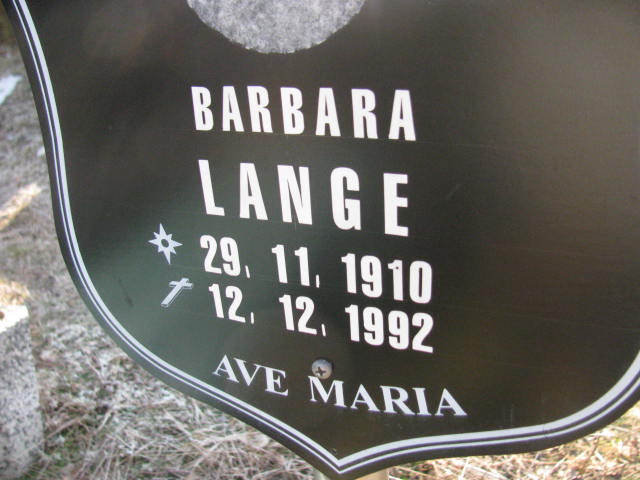 BARBARA
LANGE
29, 11, 1910
12, 12, 1992
AVE MARIA